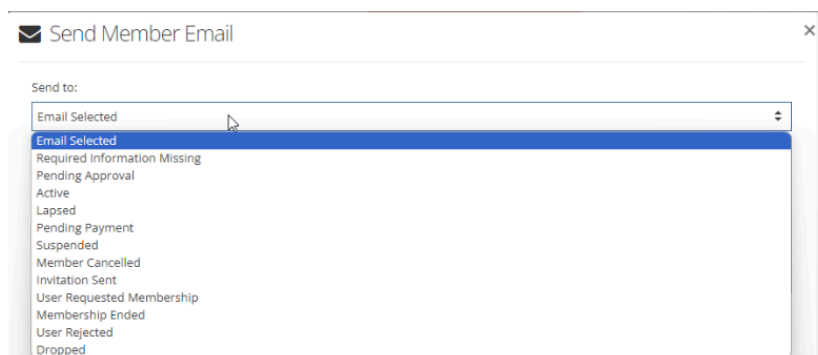 Send Member Email
Send to:
Email Selected
Email Selected
Required Information Missing
Pending Approval
Active
Lapsed
Pending Payment
Suspended
Member Cancelled
Invitation Sent
User Requested Membership
Membership Ended
User Rejected
Dropped